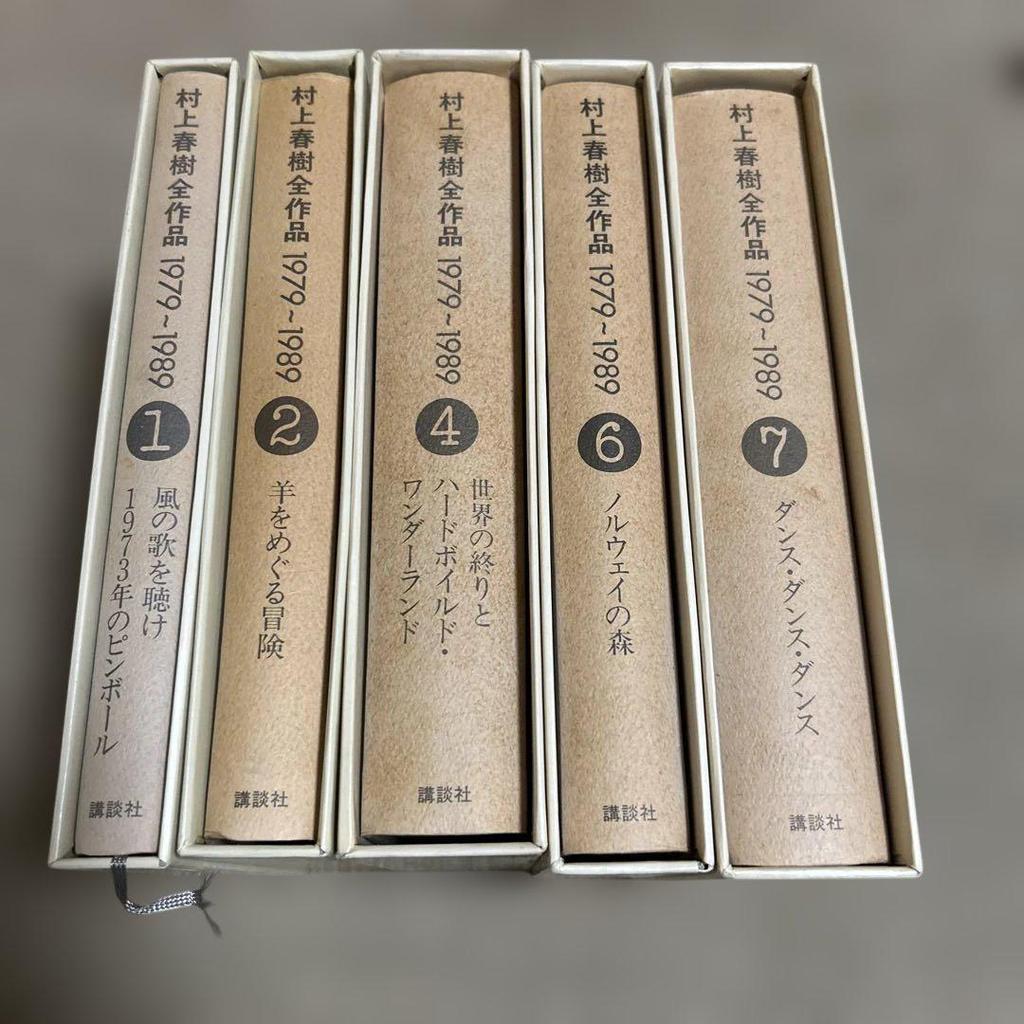 村上春樹全作品 1979~1989
1
風の歌を聴け
1973年のピンボール
講談社
村上春樹全作品 1979~1989
2
羊をめぐる冒険
講談社
村上春樹全作品 1979~1989
4
世界の終りと
ハードボイルド・
ワンダーランド
講談社
村上春樹全作品 1979~1989
6
ノルウェイの森
講談社
村上春樹全作品 1979~1989
7
ダンス・ダンス・ダンス
講談社